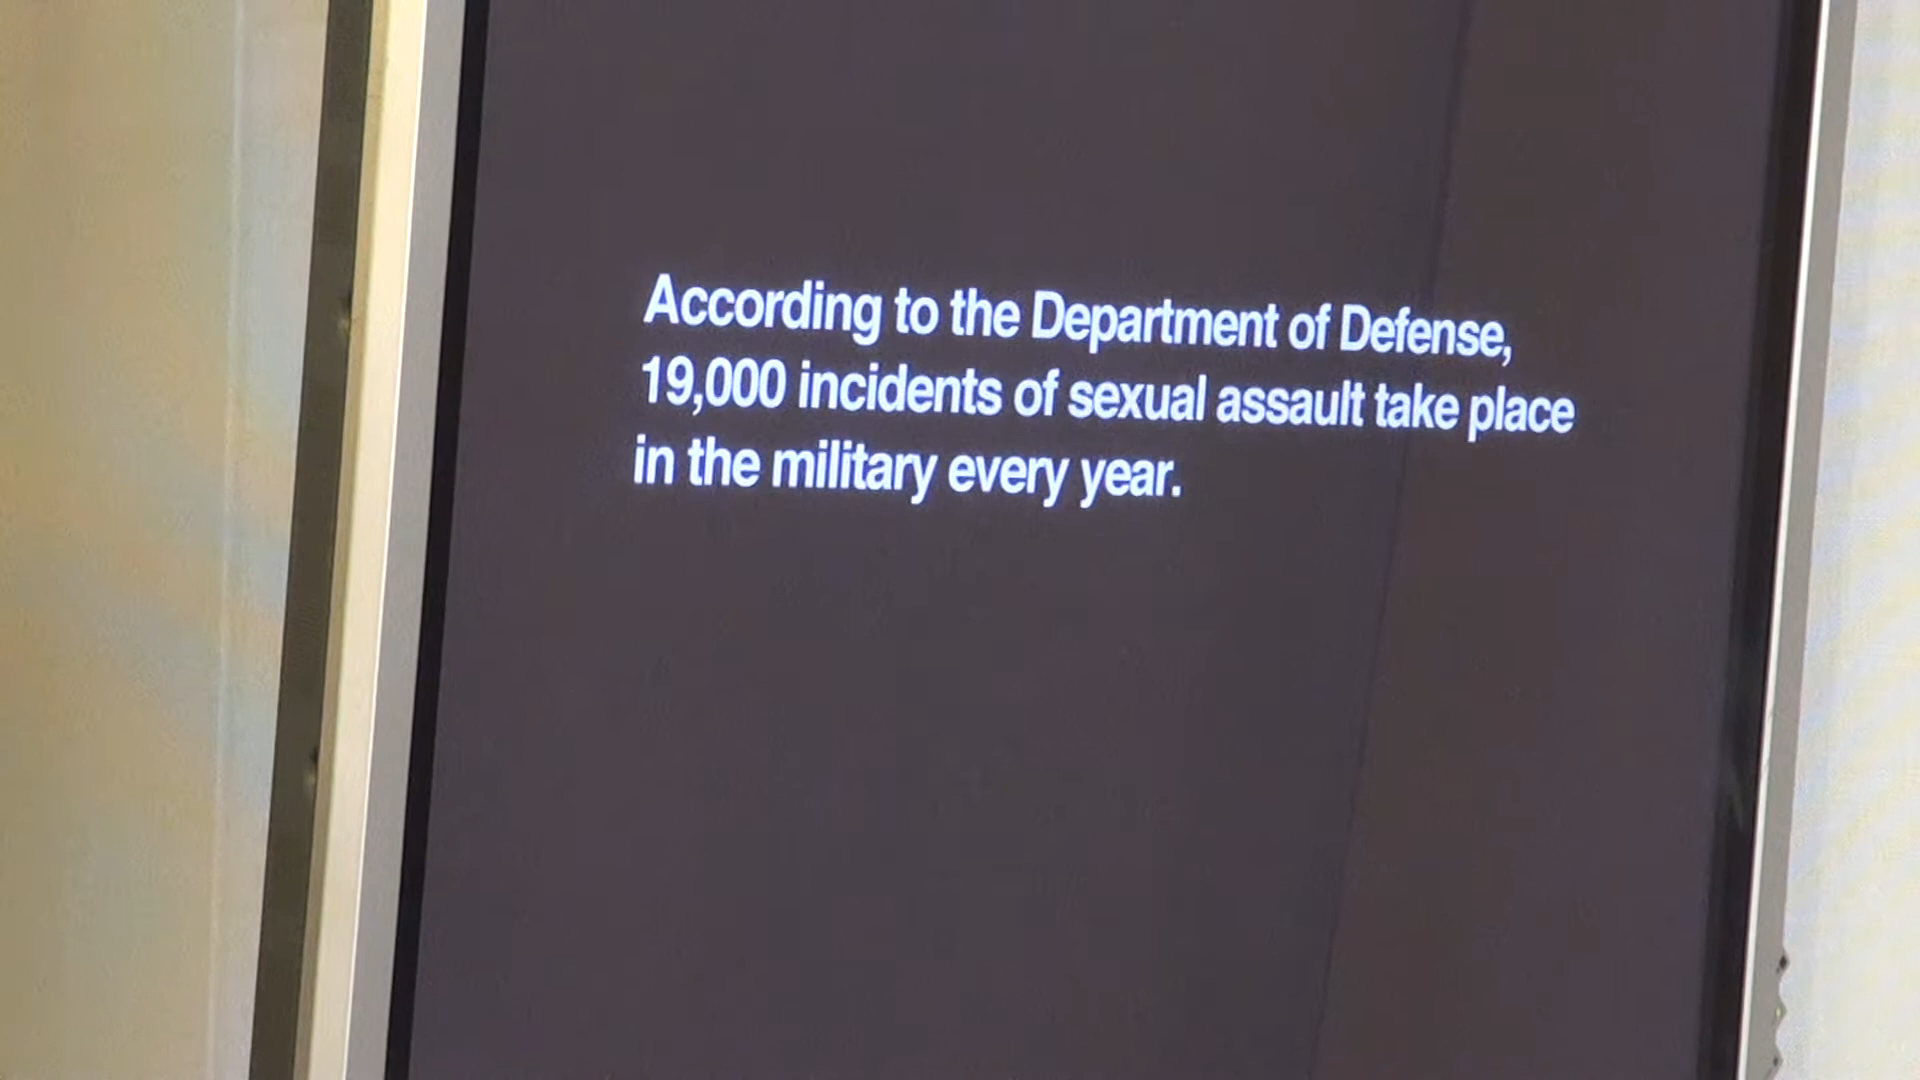 According to the Department of Defense,
19,000 incidents of sexual assault take place
in the military every year.